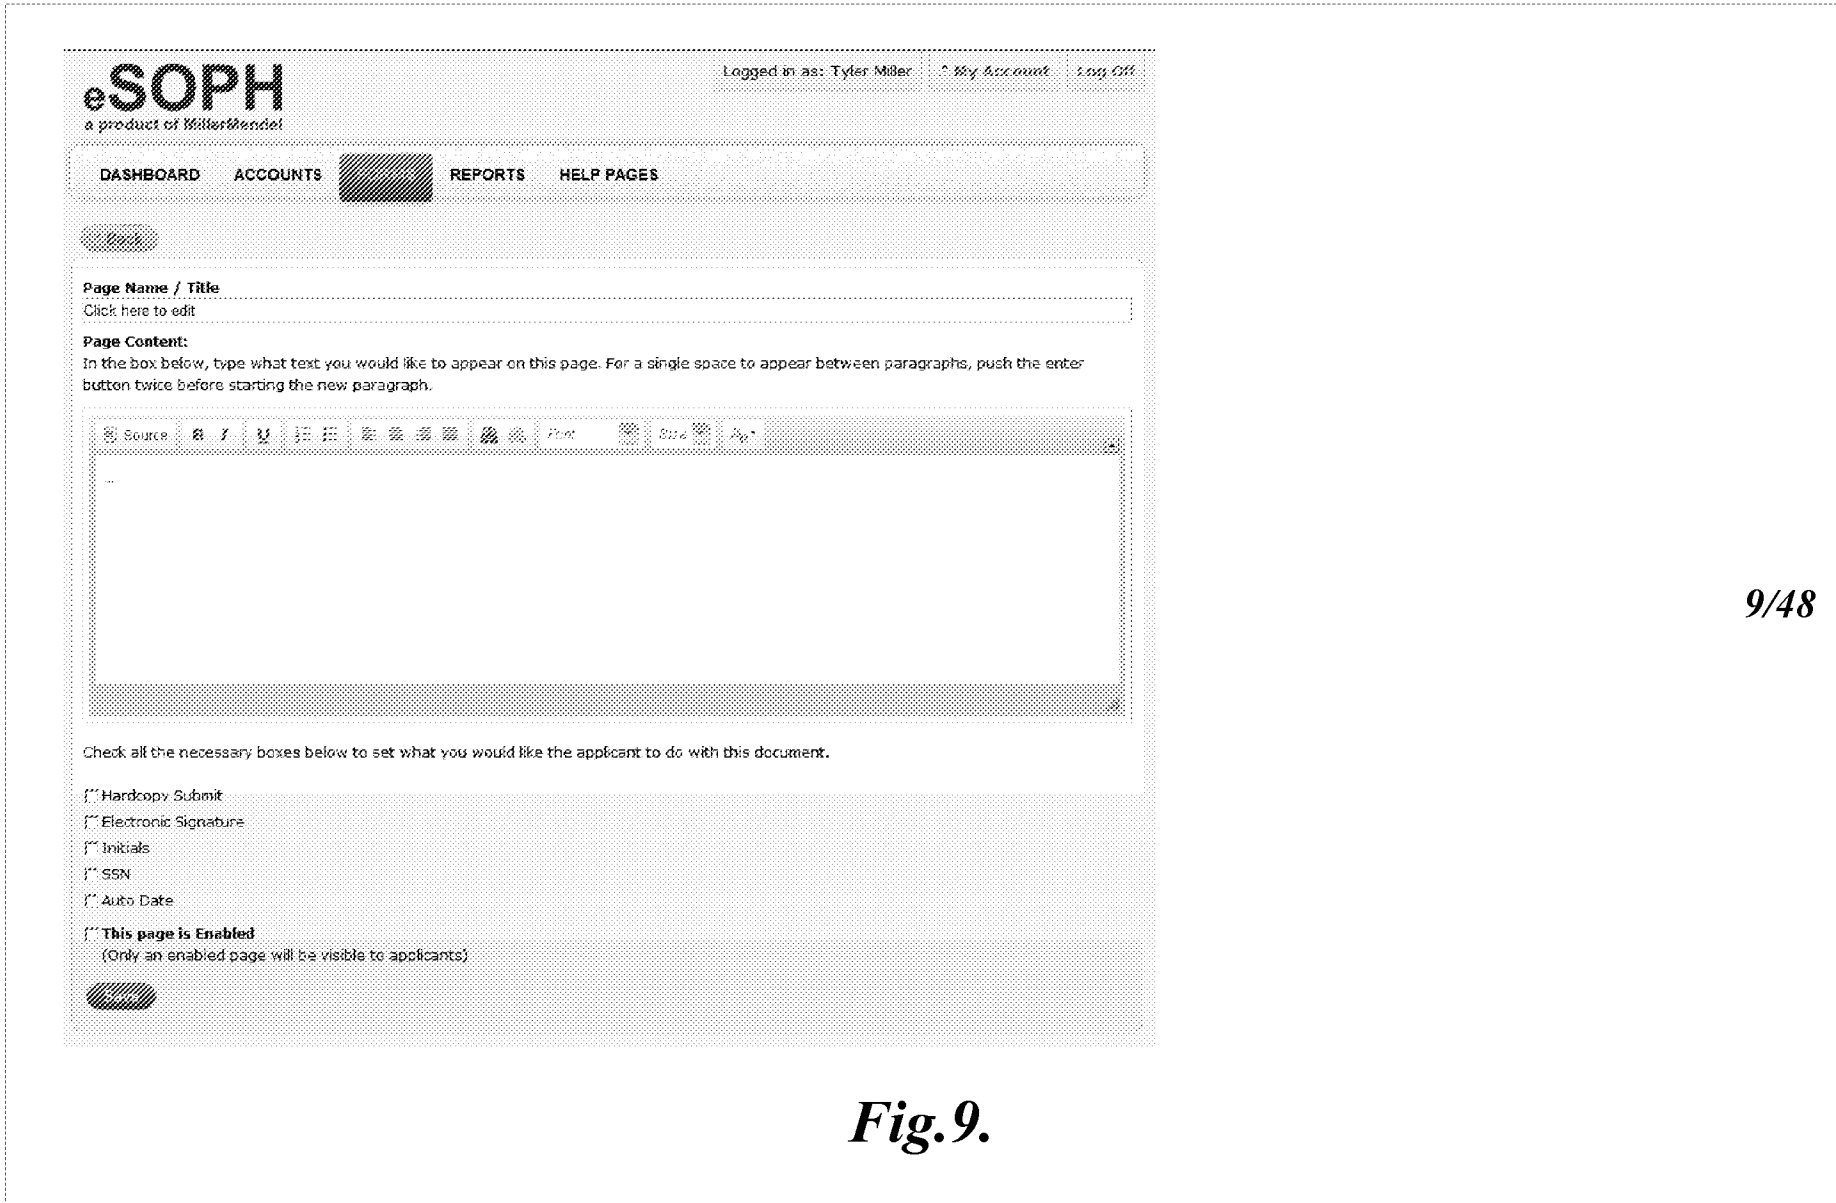 eSOPH
a product of MillerMendel
Logged in as: Tyler Miller My Account Log Off
DASHBOARD ACCOUNTS REPORTS HELP PAGES
Back
Page Name / Title
Click here to edit
Page Content:
In the box below, type what text you would like to appear on this page. For a single space to appear between paragraphs, push the enter
button twice before starting the new paragraph.
Source B I U Font Size
...
Check all the necessary boxes below to set what you would like the applicant to do with this document.
Hardcopy Submit
Electronic Signature
Initials
SSN
Auto Date
This page is Enabled
(Only an enabled page will be visible to applicants)
Save
9/48
Fig.9.